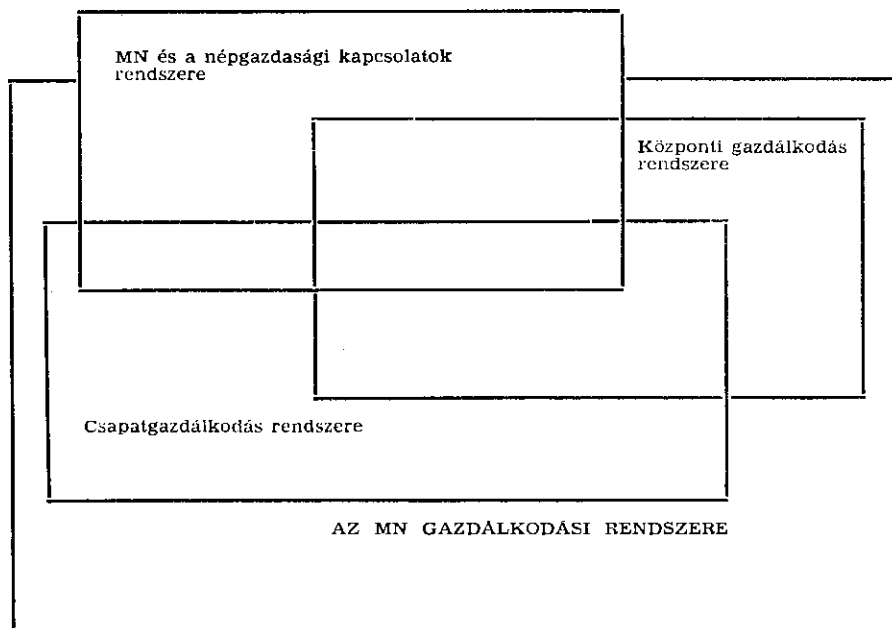 MN és a népgazdasági kapcsolatok
rendszere
Központi gazdálkodás
rendszere
Csapatgazdálkodás rendszere
AZ MN GAZDÁLKODÁSI RENDSZERE